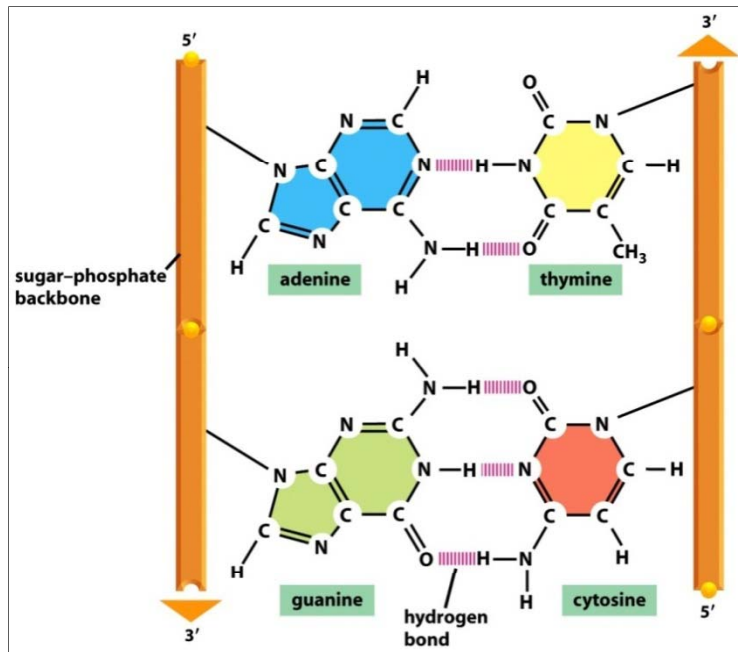 5′
3′
H
O
N
C
C
N
N
C
N
H
N
C
H
N
C
C
C
C
C
N
N
H
O
CH3
H
H
sugar–phosphate
backbone
adenine
thymine
H
N
H
O
N
C
C
N
N
C
N
H
N
C
H
C
C
C
C
C
N
O
H
N
H
H
H
guanine
cytosine
hydrogen
bond
3′
5′